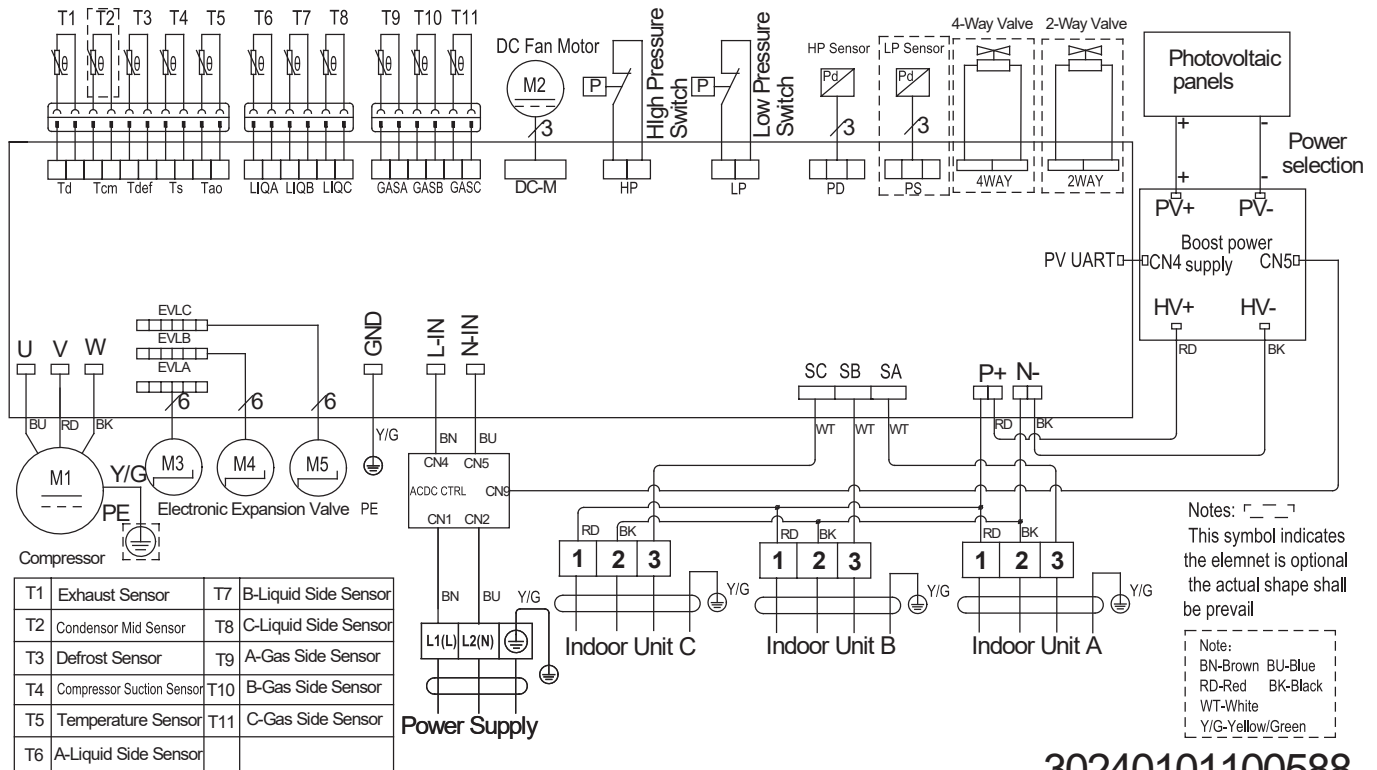 T1 T2 T3 T4 T5 T6 T7 T8 T9 T10 T11
θ θ θ θ θ θ θ θ θ θ θ
DC Fan Motor
M2
3
P
HIgh Pressure
Switch
P
Low Pressure
Switch
HP Sensor
Pd
3
LP Sensor
Pd
3
4-Way Valve
2-Way Valve
Photovoltaic
panels
+ -
Power
selection
+ -
Td Tcm Tdef Ts Tao
LIQA LIQB LIQC
GASA GASB GASC
DC-M
HP
LP
PD
PS
4WAY
2WAY
PV+ PV-
Boost power
supply
PV UART
CN4 CN5
HV+ HV-
RD BK
EVLC
EVLB
EVLA
6 6 6
U V W
BU RD BK
GND
Y/G
L-IN N-IN
BN BU
SC SB SA
WT WT WT
P+ N-
RD BK
M1
Y/G
PE
Compressor
M3 M4 M5
Electronic Expansion Valve PE
CN4 CN5
ACDC CTRL CN9
CN1 CN2
BN BU Y/G
L1(L) L2(N)
Power Supply
RD BK
1 2 3
Y/G
Indoor Unit C
RD BK
1 2 3
Y/G
Indoor Unit B
RD BK
1 2 3
Y/G
Indoor Unit A
Notes:
This symbol indicates
the elemnet is optional
the actual shape shall
be prevail
Note:
BN-Brown BU-Blue
RD-Red BK-Black
WT-White
Y/G-Yellow/Green
T1 Exhaust Sensor T7 B-Liquid Side Sensor
T2 Condensor Mid Sensor T8 C-Liquid Side Sensor
T3 Defrost Sensor T9 A-Gas Side Sensor
T4 Compressor Suction Sensor T10 B-Gas Side Sensor
T5 Temperature Sensor T11 C-Gas Side Sensor
T6 A-Liquid Side Sensor
30240101100588